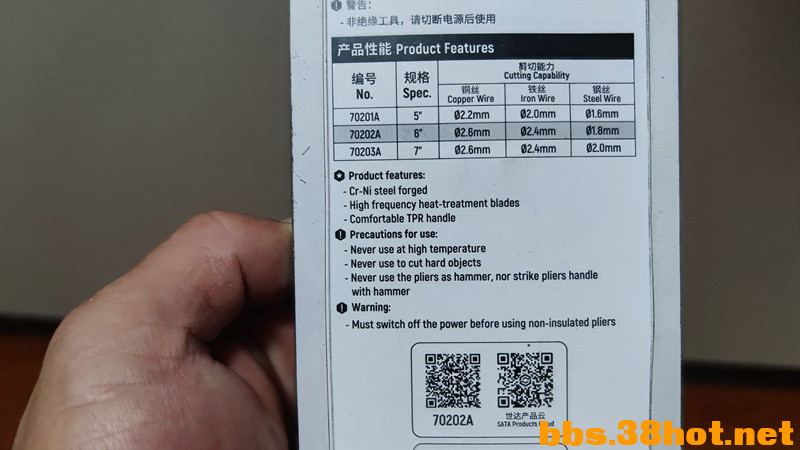 警告:
- 非绝缘工具，请切断电源后使用
产品性能 Product Features
编号 No. 规格 Spec. 剪切能力 Cutting Capability
铜丝 Copper Wire 铁丝 Iron Wire 钢丝 Steel Wire
70201A 5" Ø2.2mm Ø2.0mm Ø1.6mm
70202A 6" Ø2.6mm Ø2.4mm Ø1.8mm
70203A 7" Ø2.6mm Ø2.4mm Ø2.0mm
Product features:
- Cr-Ni steel forged
- High frequency heat-treatment blades
- Comfortable TPR handle
Precautions for use:
- Never use at high temperature
- Never use to cut hard objects
- Never use the pliers as hammer, nor strike pliers handle
with hammer
Warning:
- Must switch off the power before using non-insulated pliers
70202A
世达产品云
SATA Products
bbs.38hot.net